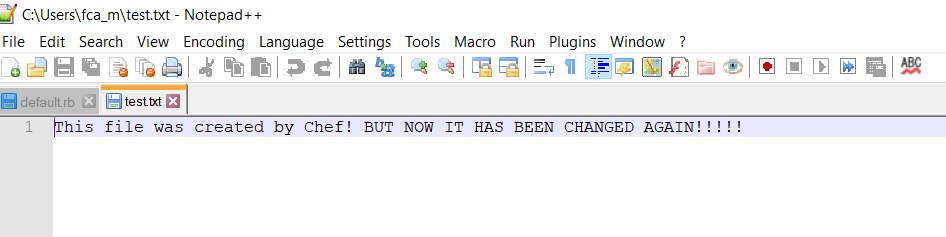 C:\Users\fca_m\test.txt - Notepad++
File Edit Search View Encoding Language Settings Tools Macro Run Plugins Window ?
ABC
default.rb test.txt
1 This file was created by Chef! BUT NOW IT HAS BEEN CHANGED AGAIN!!!!!